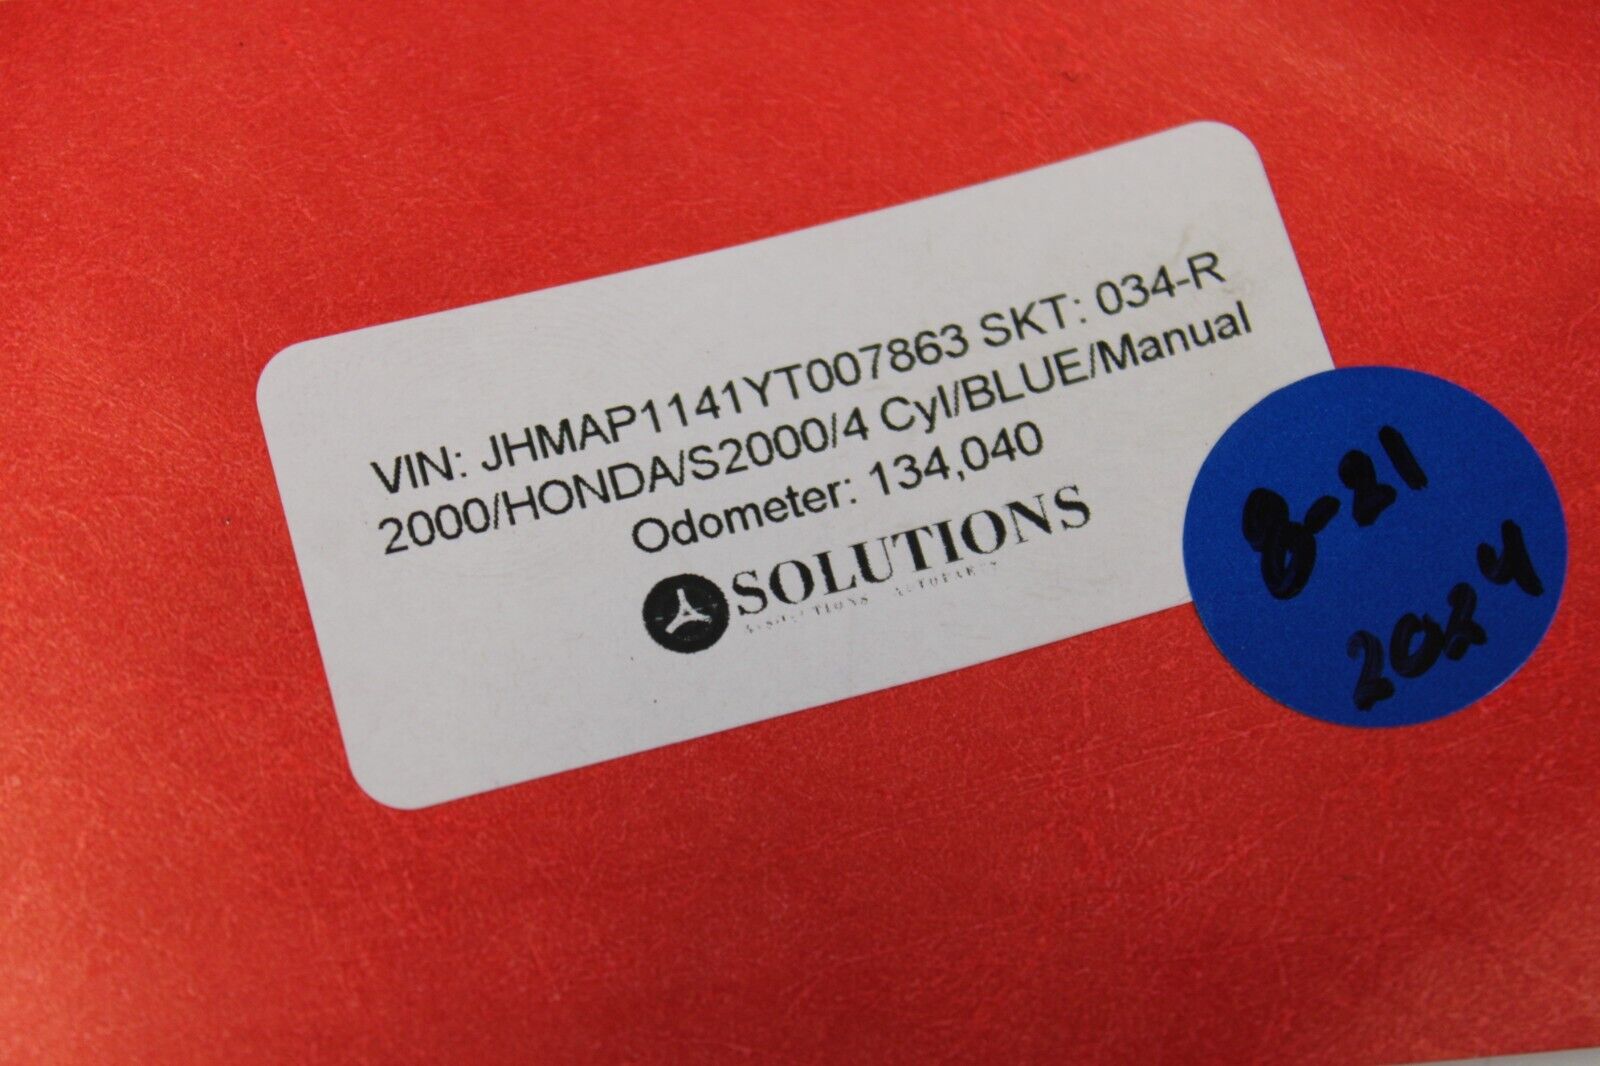 VIN: JHMAP1141YT007863 SKT: 034-R
2000/HONDA/S2000/4 Cyl/BLUE/Manual
Odometer: 134,040
SOLUTIONS
8-21
2024